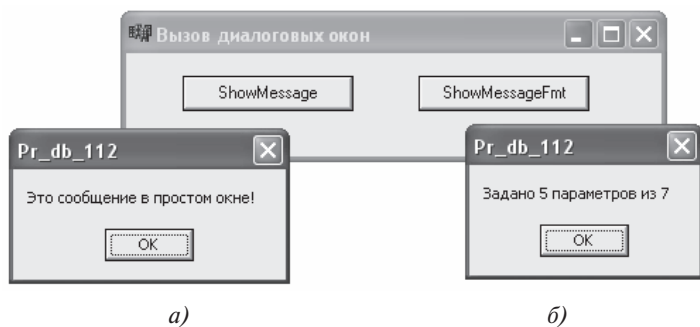 Вызов диалоговых окон
ShowMessage
ShowMessageFmt
Pr_db_112
Это сообщение в простом окне!
OK
Pr_db_112
Задано 5 параметров из 7
OK
а)
б)